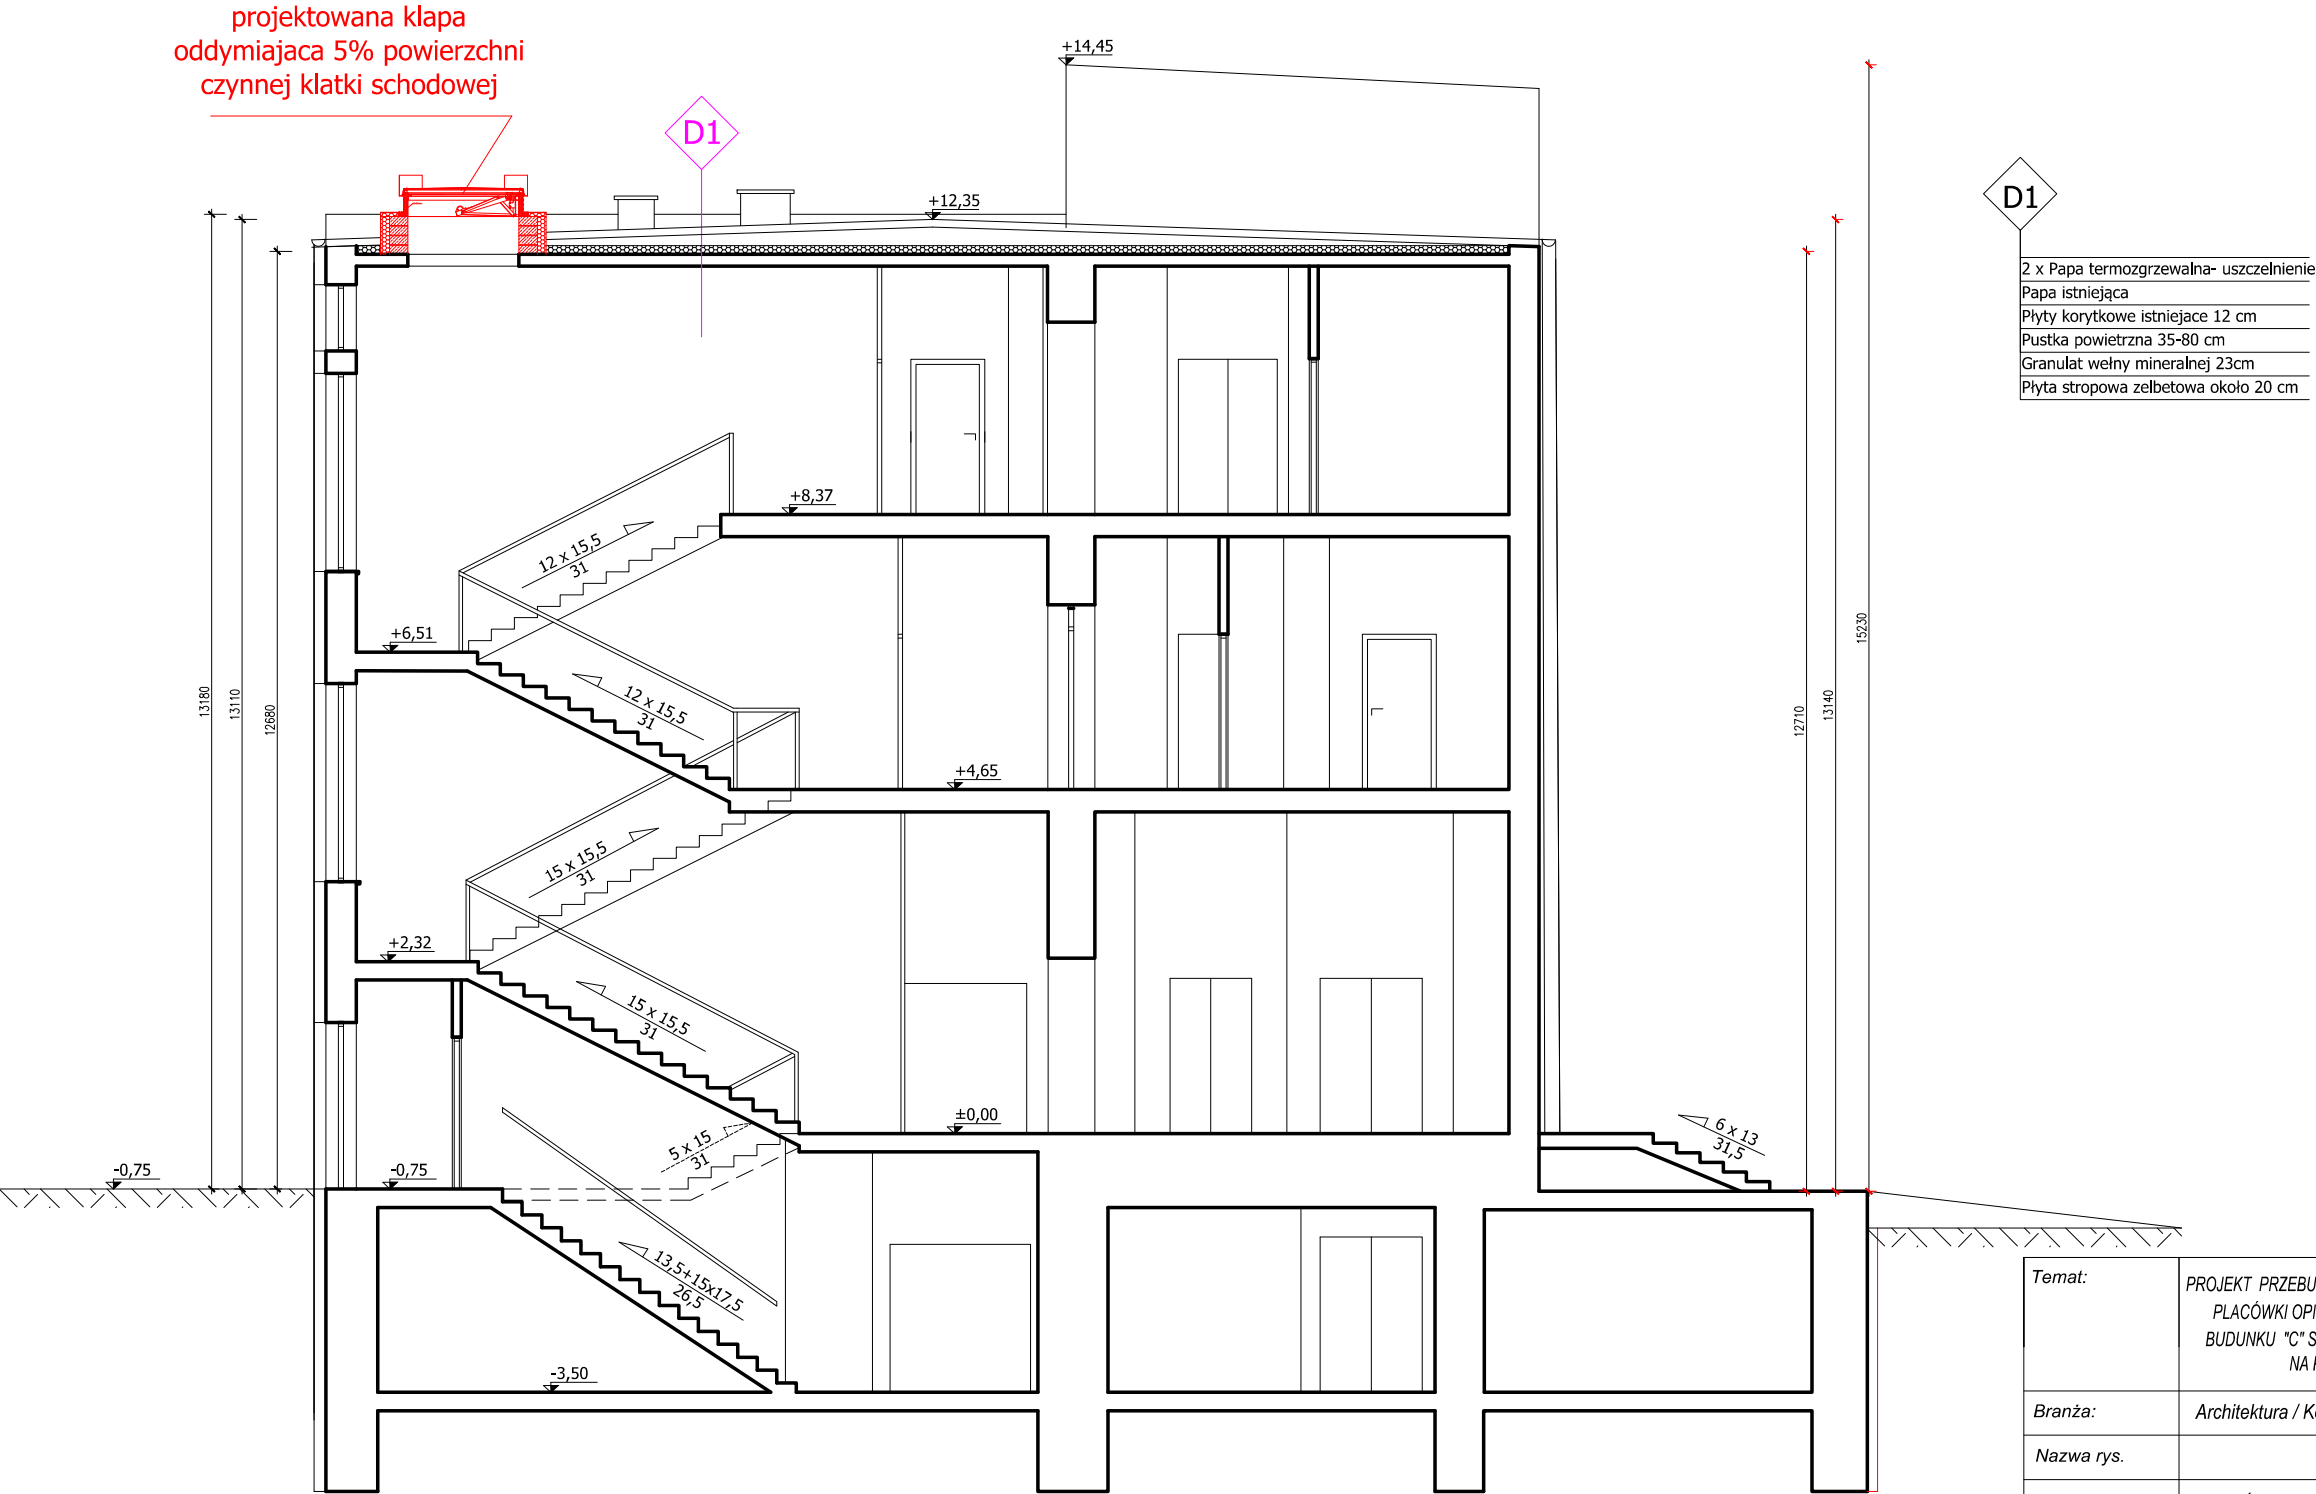 projektowana klapa
oddymiajaca 5% powierzchni
czynnej klatki schodowej
D1
+14,45
+12,35
D1
2 x Papa termozgrzewalna- uszczelnienie
Papa istniejąca
Płyty korytkowe istniejace 12 cm
Pustka powietrzna 35-80 cm
Granulat wełny mineralnej 23cm
Płyta stropowa zelbetowa około 20 cm
+8,37
12 x 15,5
31
+6,51
12 x 15,5
31
13180
13110
12680
12710
13140
15230
+4,65
15 x 15,5
31
+2,32
15 x 15,5
31
±0,00
5 x 15
31
6 x 13
31,5
-0,75
-0,75
13,5+15x17,5
26,5
-3,50
Temat:
PROJEKT PRZEBU
PLACÓWKI OPI
BUDUNKU "C" S
NA
Branża:
Architektura / K
Nazwa rys.